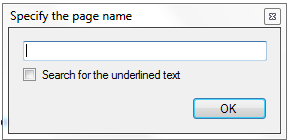 Specify the page name
Search for the underlined text
OK